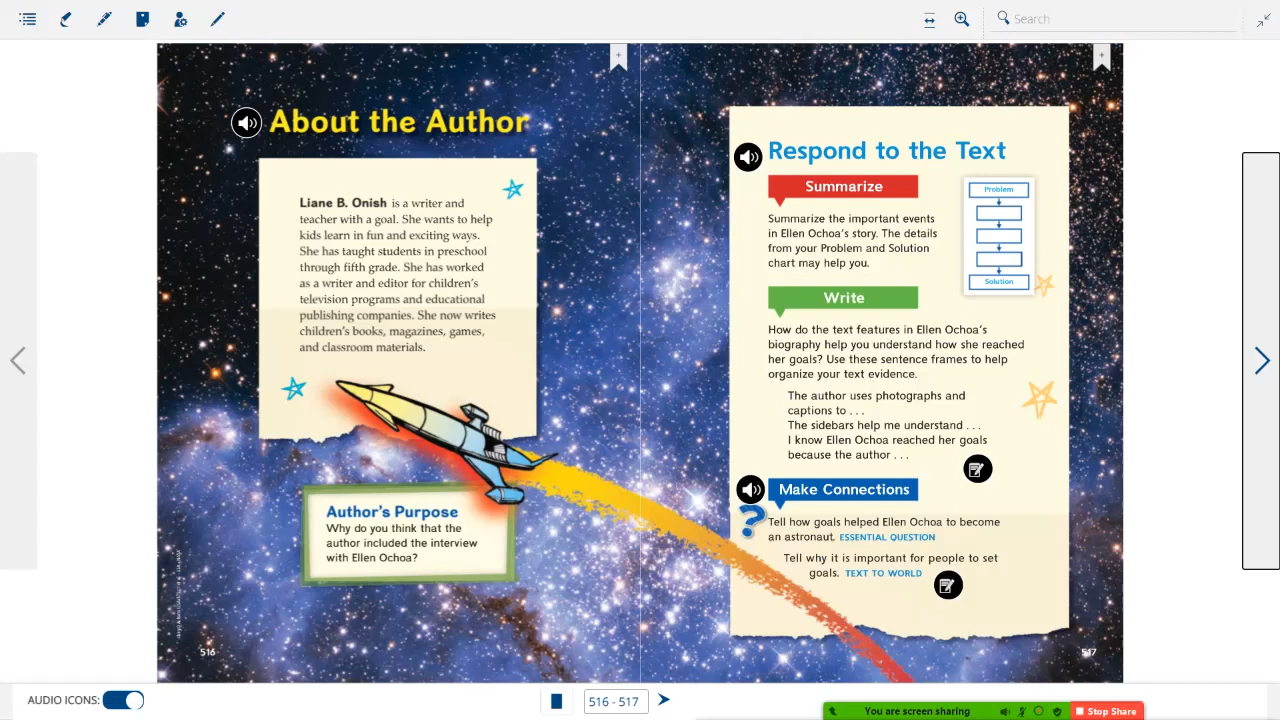 Search
About the Author
Liane B. Onish is a writer and
teacher with a goal. She wants to help
kids learn in fun and exciting ways.
She has taught students in preschool
through fifth grade. She has worked
as a writer and editor for children's
television programs and educational
publishing companies. She now writes
children's books, magazines, games,
and classroom materials.
Author's Purpose
Why do you think that the
author included the interview
with Ellen Ochoa?
516
Respond to the Text
Summarize
Summarize the important events
in Ellen Ochoa's story. The details
from your Problem and Solution
chart may help you.
Problem
Solution
Write
How do the text features in Ellen Ochoa's
biography help you understand how she reached
her goals? Use these sentence frames to help
organize your text evidence.
The author uses photographs and
captions to . . .
The sidebars help me understand . . .
I know Ellen Ochoa reached her goals
because the author . . .
Make Connections
?
Tell how goals helped Ellen Ochoa to become
an astronaut. ESSENTIAL QUESTION
Tell why it is important for people to set
goals. TEXT TO WORLD
517
AUDIO ICONS:
516 - 517
You are screen sharing
Stop Share